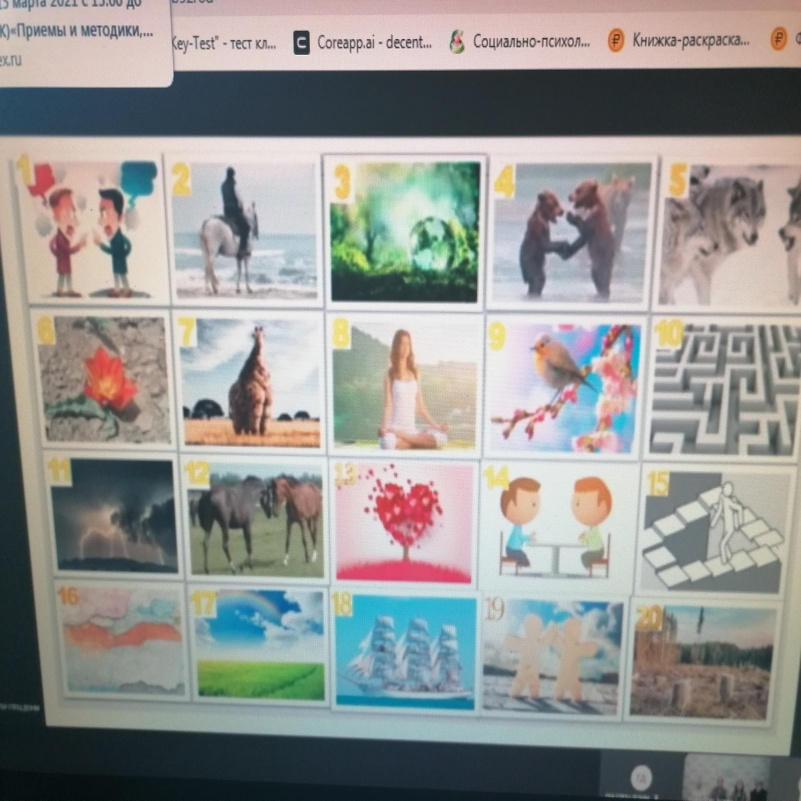 марта 2021 с 15.00 до
К)«Приемы и методики,...
ex.ru
Key-Test" - тест кл...
Coreapp.ai - decent...
Социально-психол...
Книжка-раскраска...
1 2 3 4 5
6 7 8 9 10
11 12 13 14 15
16 17 18 19 20